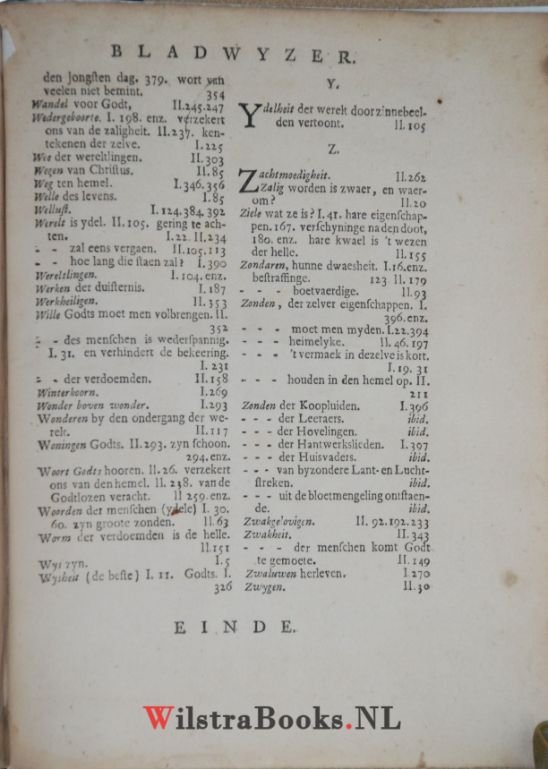 BLADWYZER.
den jongſten dag. 379. wort van
veelen niet bemint. 354
Wandel voor Godt, II.245.247
Wedergeboorte. I. 198. enz. verzekert
ons van de zaligheit. II.237. ken-
tekenen der zelve. I.225
Wee der wereltlingen. II.303
Wegen van Chriſtus. II.85
Weg ten hemel. I.346.356
Welle des levens. I.85
Welluſt. I.124.384.392
Werelt is ydel. II.105. gering te ach-
ten. I.22. II.234
- - zal eens vergaen. II.105.113
- - hoe lang die ſtaen zal? I.390
Wereltlingen. I.104.enz.
Werken der duiſternis. I.187
Werkheiligen. II.353
Wille Godts moet men volbrengen. II.
352
- - des menſchen is wederſpannig.
I.31. en verhindert de bekeering.
I.231
- - der verdoemden. II.158
Winterkoorn. I.269
Wonder boven wonder. I.293
Wonderen by den ondergang der we-
relt. II.117
Woningen Godts. II.293. zyn ſchoon.
294.enz.
Woort Godts hooren. II.26. verzekert
ons van den hemel. II.238. van de
Godtlozen veracht. II 259.enz.
Woorden der menſchen (ydele) I.30.
60. zyn groote zonden. II.63
Worm der verdoemden is de helle.
II.151
Wys zyn. I.5
Wysheit (de beſte) I.11. Godts. I.
326
Y.
Ydelheit der werelt door zinnebeel-
den vertoont. II.105
Z.
Zachtmoedigheit. II.262
Zalig worden is zwaer, en waer-
om? II.20
Ziele wat ze is? I.41. hare eigenſchap-
pen.167. verſchyninge na den doot,
180.enz. hare kwael is 't wezen
der helle. II.155
Zondaren, hunne dwaesheit. I.16.enz.
beſtraffinge. 123 II.179
- - - boetvaerdige. II.93
Zonden, der zelver eigenſchappen. I.
396.enz.
- - - moet men myden. I.22.394
- - - heimelyke. II.46.197
- - - 't vermaek in dezelve is kort.
I.19.31
- - - houden in den hemel op. II.
211
Zonden der Koopluiden. I.396
- - - der Leeraers. ibid.
- - - der Hovelingen. ibid.
- - - der Hantwerkslieden. I.397
- - - der Huisvaders. ibid.
- - - van byzondere Lant- en Lucht-
ſtreken. ibid.
- - - uit de bloetmengeling ontſtaen-
de. ibid.
Zwakgelovigen. II. 92.192.233
Zwakheit. II.343
- - - der menſchen komt Godt
te gemoete. II.149
Zwaluwen herleven. I.270
Zwygen. II.30
EINDE.
WilstraBooks.NL